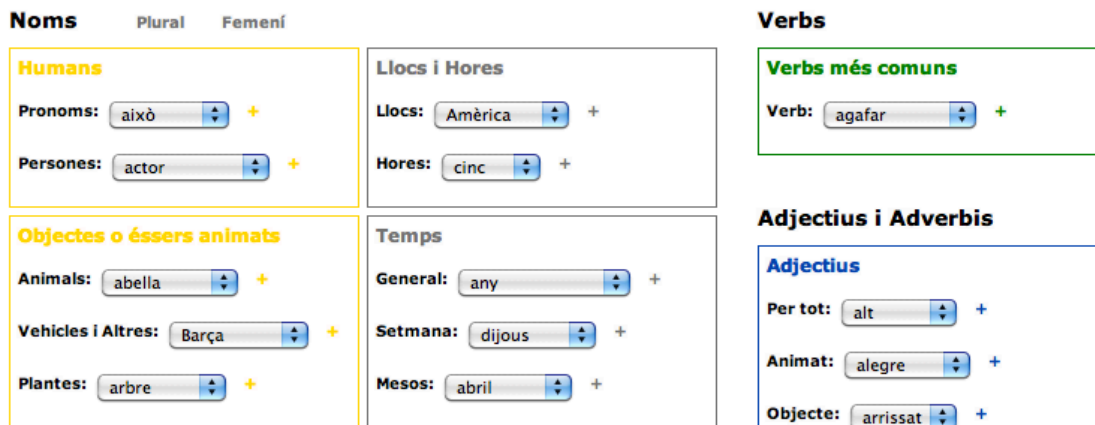 Noms Plural Femení
Humans
Pronoms: això +
Persones: actor +
Llocs i Hores
Llocs: Amèrica +
Hores: cinc +
Objectes o éssers animats
Animals: abella +
Vehicles i Altres: Barça +
Plantes: arbre +
Temps
General: any +
Setmana: dijous +
Mesos: abril +
Verbs
Verbs més comuns
Verb: agafar +
Adjectius i Adverbis
Adjectius
Per tot: alt +
Animat: alegre +
Objecte: arrissat +